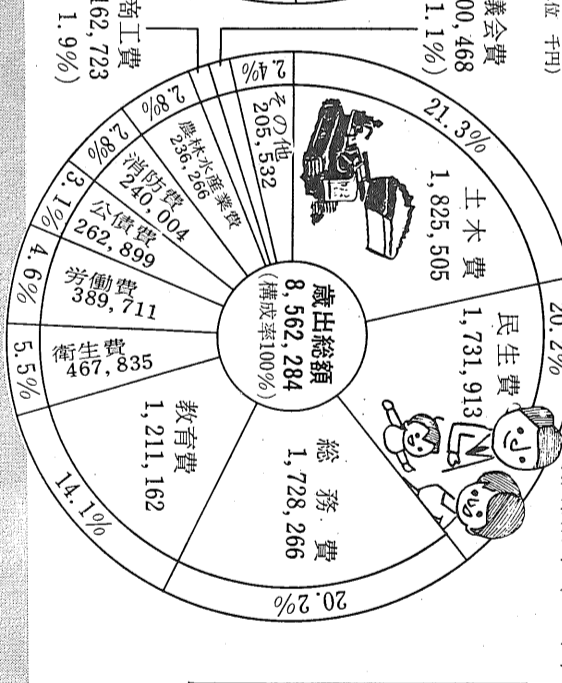 位 千円)
議会費
00,468
1.1%)
商工費
162,723
1.9%)
21.3%
土木費
1,825,505
20.2%
民生費
1,731,913
20.2%
総務費
1,728,266
14.1%
教育費
1,211,162
5.5%
衛生費
467,835
4.6%
労働費
389,711
3.1%
公債費
262,899
2.8%
消防費
240,004
2.8%
農林水産業費
236,266
2.4%
その他
205,532
歳出総額
8,562,284
(構成率100%)